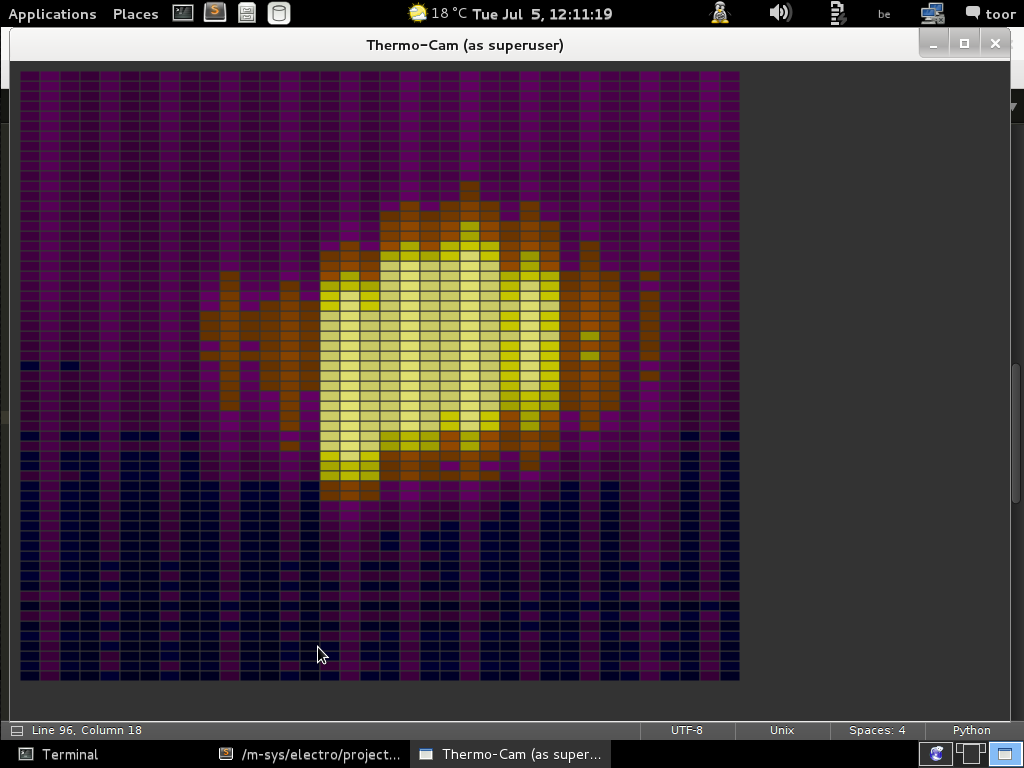 Applications Places 18 °C Tue Jul 5, 12:11:19 be toor
Thermo-Cam (as superuser)
Line 96, Column 18 UTF-8 Unix Spaces: 4 Python
Terminal /m-sys/electro/project... Thermo-Cam (as super...